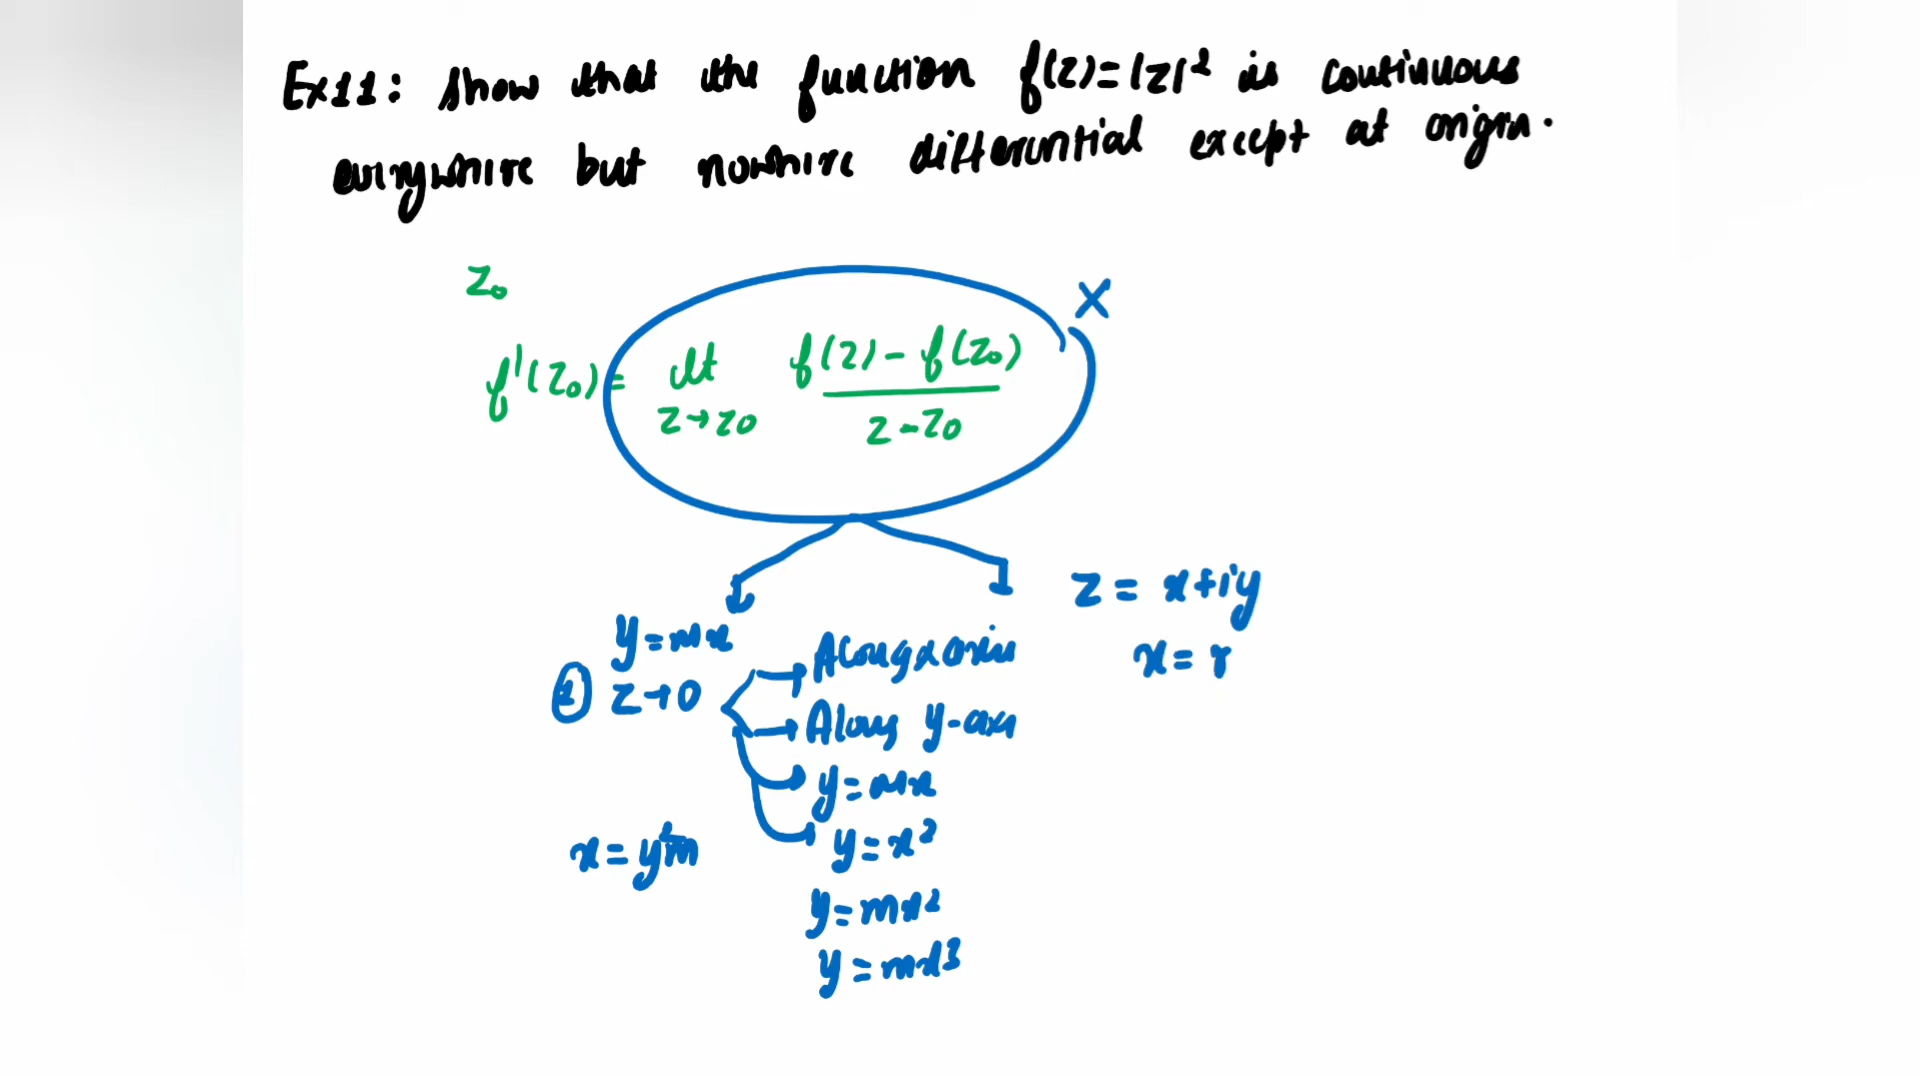 Ex11: Show that the function f(z)=|z|² is continuous
everywhere but nowhere differential except at origin.
z₀
f'(z₀) = lt z→z₀ f(z) - f(z₀) / z - z₀
X
z = x+iy
x = r
y = mx
① z→0
Along x axis
Along y-axis
y = mx
y = x²
x = y
y = mx²
y = mx³